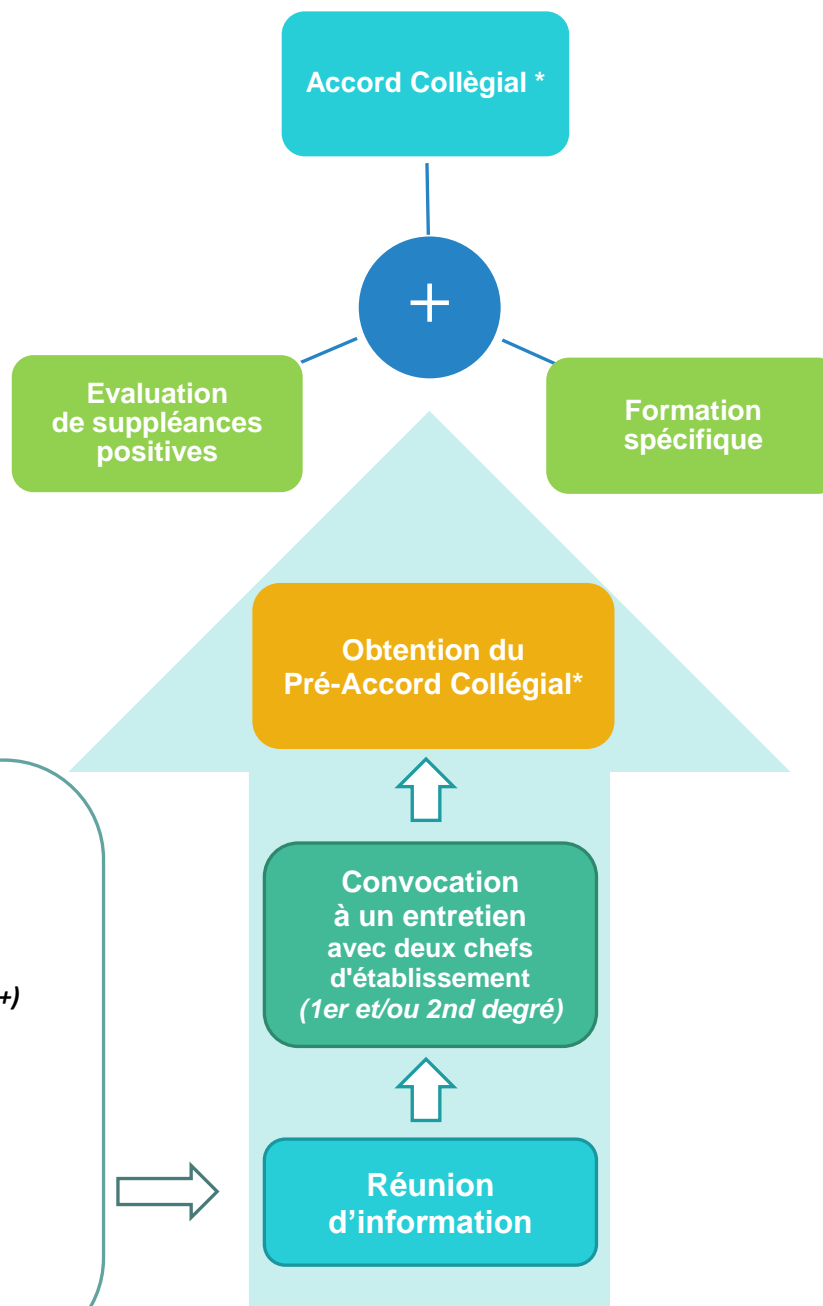 Accord Collègial *
+
Evaluation
de suppléances
positives
Formation
spécifique
Obtention du
Pré-Accord Collégial*
Convocation
à un entretien
avec deux chefs
d'établissement
(1er et/ou 2nd degré)
+)
Réunion
d’information